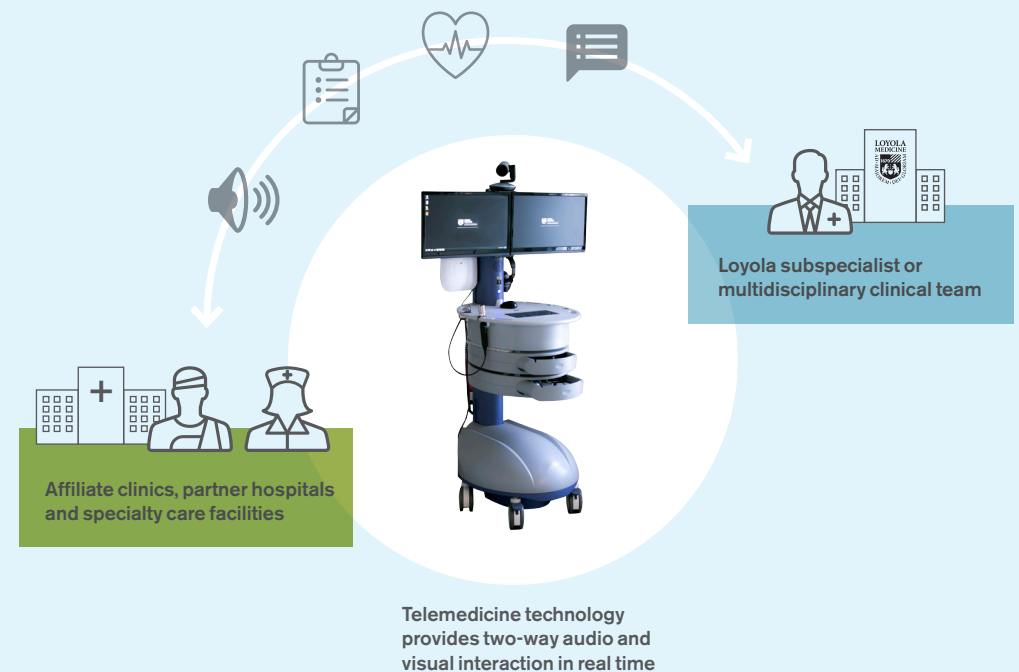 LOYOLA
MEDICINE
Loyola subspecialist or
multidisciplinary clinical team
Affiliate clinics, partner hospitals
and specialty care facilities
Telemedicine technology
provides two-way audio and
visual interaction in real time